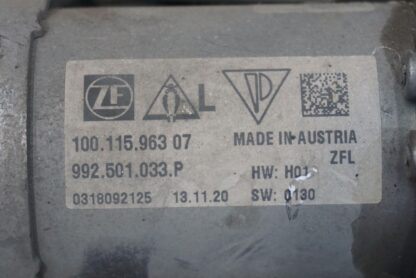 ZF L
100.115.963 07 MADE IN AUSTRIA
992.501.033.P ZFL
HW: H01
0318092125 13.11.20 SW: 0130